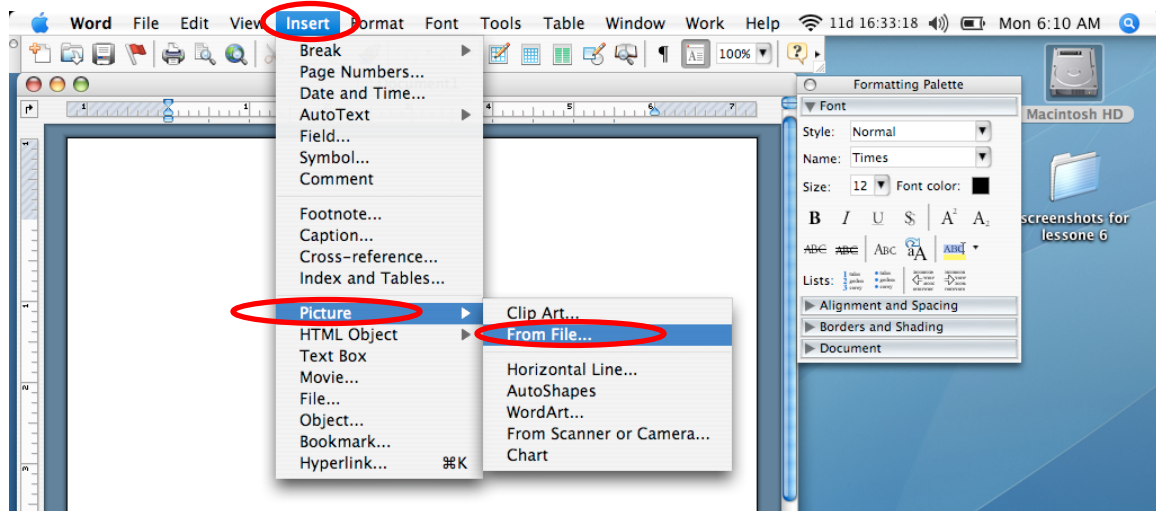 Word File Edit View Insert Format Font Tools Table Window Work Help 11d 16:33:18 Mon 6:10 AM
100%
Break
Page Numbers...
Date and Time...
AutoText
Field...
Symbol...
Comment
Footnote...
Caption...
Cross-reference...
Index and Tables...
Picture
HTML Object
Text Box
Movie...
File...
Object...
Bookmark...
Hyperlink... ⌘K
Clip Art...
From File...
Horizontal Line...
AutoShapes
WordArt...
From Scanner or Camera...
Chart
Formatting Palette
Font
Style: Normal
Name: Times
Size: 12 Font color:
B I U S A² A₂
ABC ABC ABC aA ABC
Lists:
Alignment and Spacing
Borders and Shading
Document
Macintosh HD
screenshots for
lessone 6